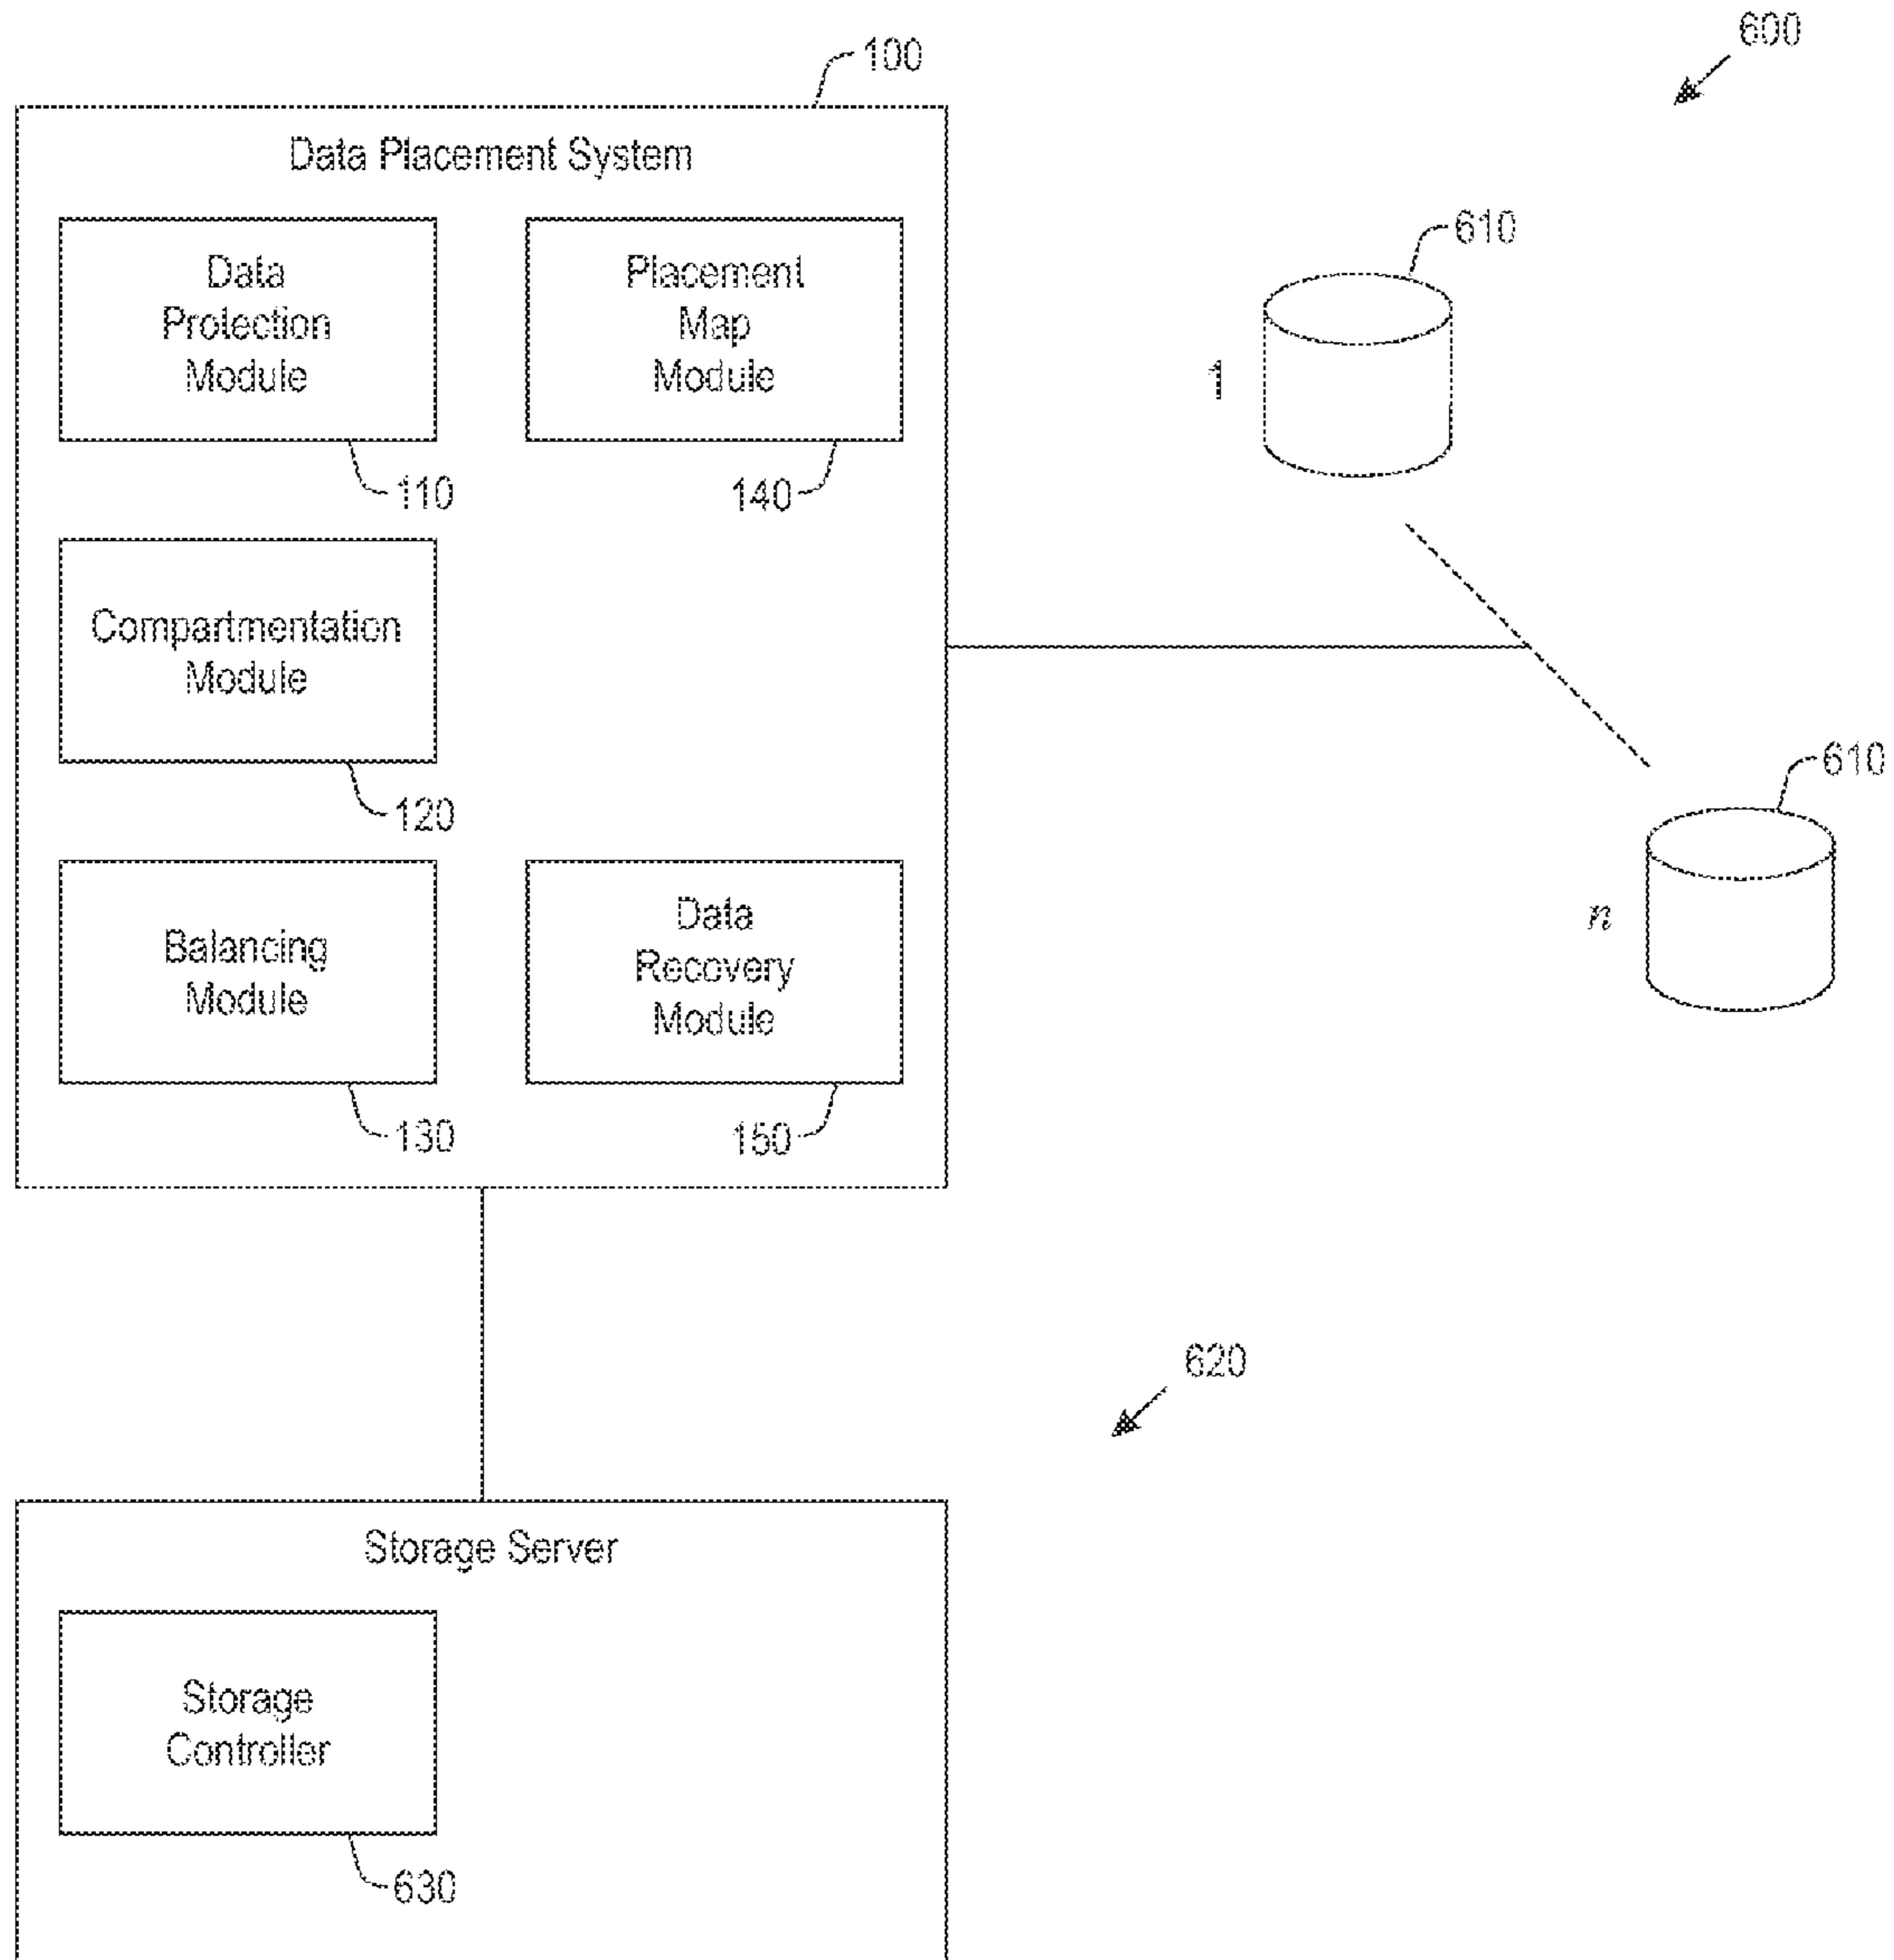 600
100
Data Placement System
Data
Protection
Module
110
Placement
Map
Module
140
610
1
Compartmentation
Module
120
610
n
Balancing
Module
130
Data
Recovery
Module
150
620
Storage Server
Storage
Controller
630